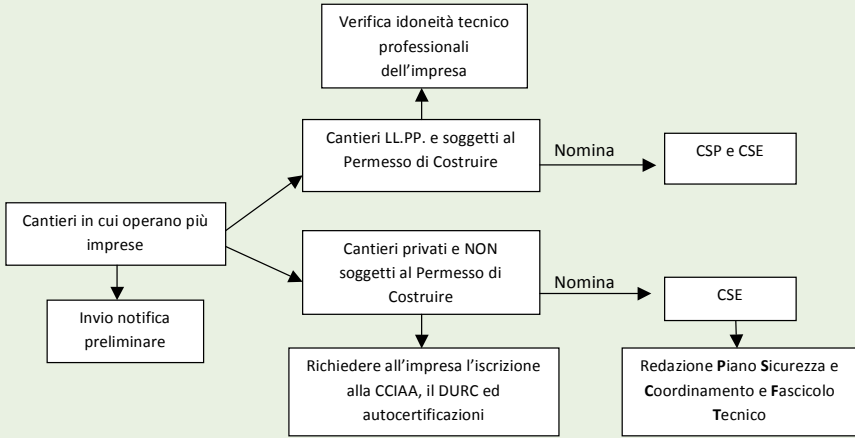 Verifica idoneità tecnico
professionali
dell'impresa
Cantieri LL.PP. e soggetti al
Permesso di Costruire
Nomina
CSP e CSE
Cantieri in cui operano più
imprese
Cantieri privati e NON
soggetti al Permesso di
Costruire
Nomina
CSE
Invio notifica
preliminare
Richiedere all'impresa l'iscrizione
alla CCIAA, il DURC ed
autocertificazioni
Redazione Piano Sicurezza e
Coordinamento e Fascicolo
Tecnico